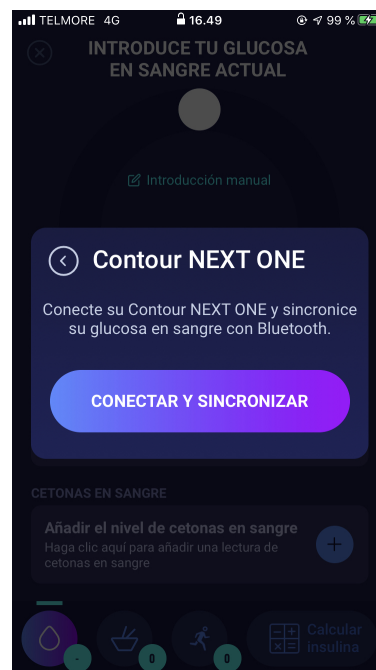 TELMORE 4G 16.49 99 %
INTRODUCE TU GLUCOSA
EN SANGRE ACTUAL
Introducción manual
Contour NEXT ONE
Conecte su Contour NEXT ONE y sincronice
su glucosa en sangre con Bluetooth.
CONECTAR Y SINCRONIZAR
CETONAS EN SANGRE
Añadir el nivel de cetonas en sangre
Haga clic aquí para añadir una lectura de
cetonas en sangre
Calcular
insulina
- 0 0